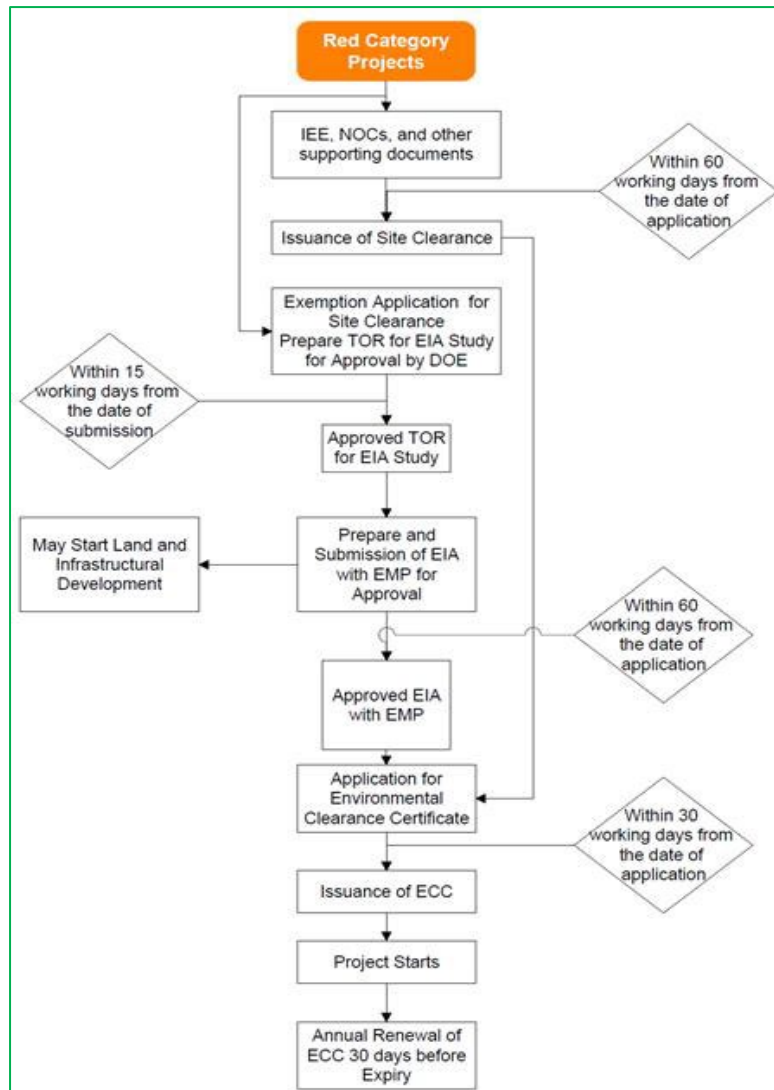 Red Category
Projects
IEE, NOCs, and other
supporting documents
Within 60
working days from
the date of
application
Issuance of Site Clearance
Exemption Application for
Site Clearance
Prepare TOR for EIA Study
for Approval by DOE
Within 15
working days from
the date of
submission
Approved TOR
for EIA Study
Prepare and
Submission of EIA
with EMP for
Approval
May Start Land and
Infrastructural
Development
Within 60
working days from
the date of
application
Approved EIA
with EMP
Application for
Environmental
Clearance Certificate
Within 30
working days from
the date of
application
Issuance of ECC
Project Starts
Annual Renewal of
ECC 30 days before
Expiry